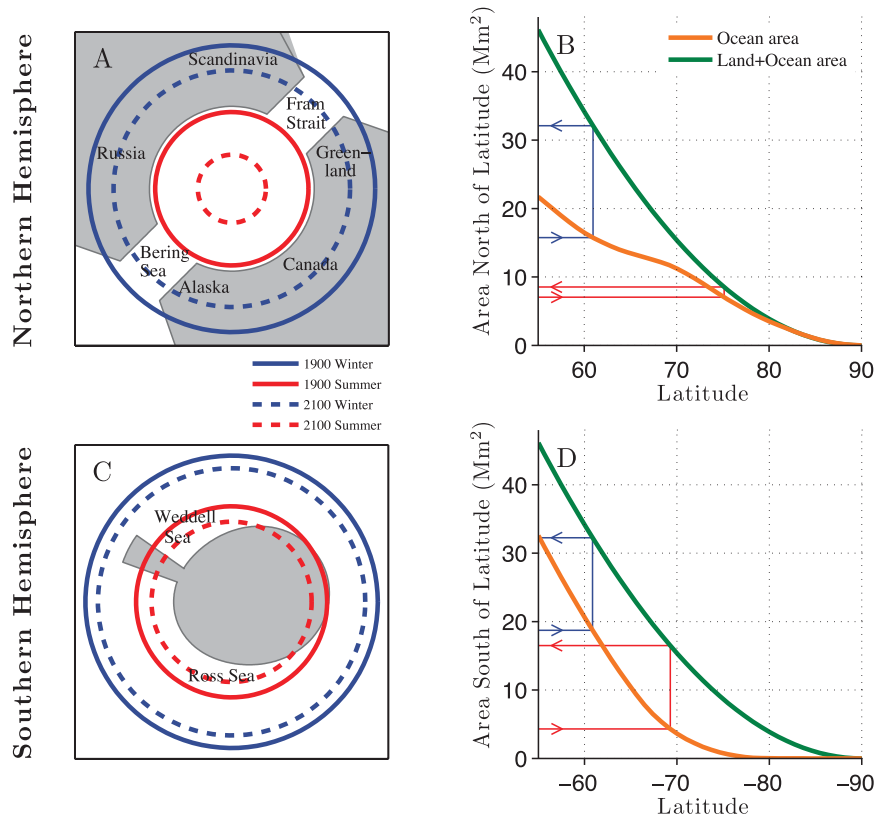 Northern Hemisphere
A
Scandinavia
Fram
Strait
Russia
Green-
land
Bering
Sea
Canada
Alaska
B
Ocean area
Land+Ocean area
Area North of Latitude (Mm²)
40
30
20
10
0
60
70
80
90
Latitude
1900 Winter
1900 Summer
2100 Winter
2100 Summer
Southern Hemisphere
C
Weddell
Sea
Ross Sea
D
Area South of Latitude (Mm²)
40
30
20
10
0
−60
−70
−80
−90
Latitude